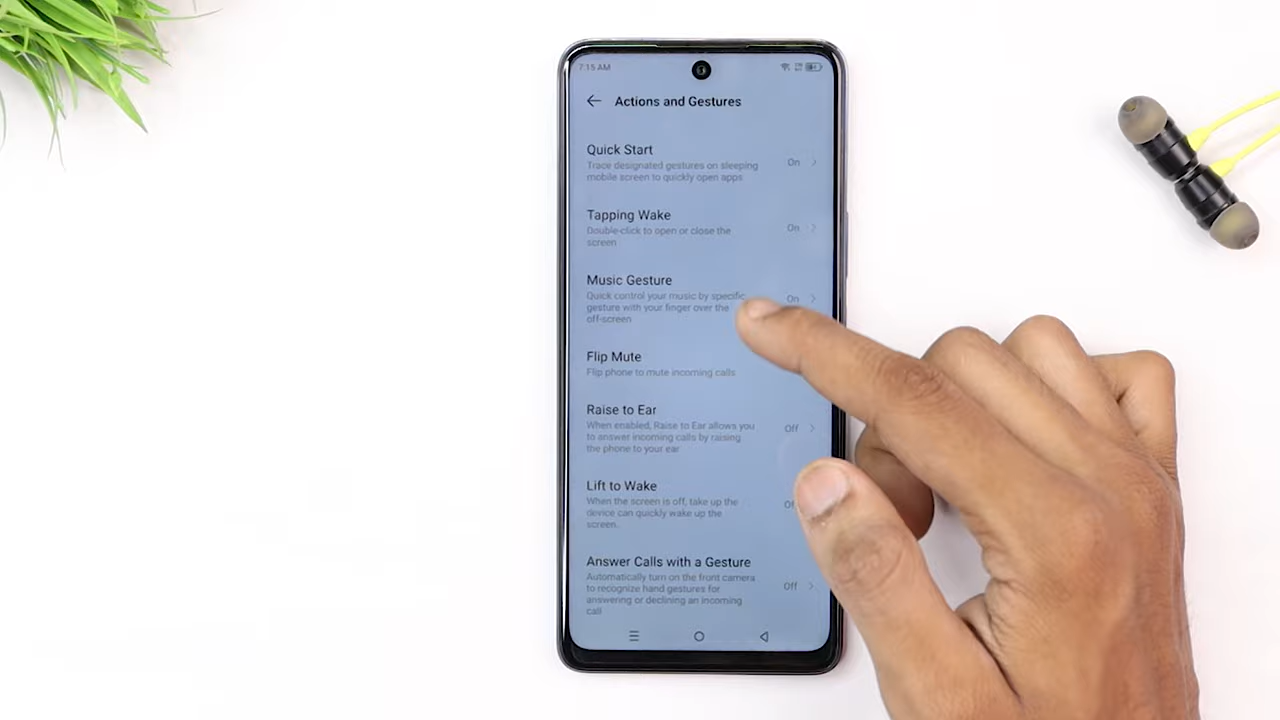 7:15 AM
Actions and Gestures
Quick Start
Trace designated gestures on sleeping
mobile screen to quickly open apps
On
Tapping Wake
Double-click to open or close the
screen
On
Music Gesture
Quick control your music by specific
gesture with your finger over the
off-screen
On
Flip Mute
Flip phone to mute incoming calls
Raise to Ear
When enabled, Raise to Ear allows you
to answer incoming calls by raising
the phone to your ear
Off
Lift to Wake
When the screen is off, take up the
device can quickly wake up the
screen.
Answer Calls with a Gesture
Automatically turn on the front camera
to recognize hand gestures for
answering or declining an incoming
call
Off